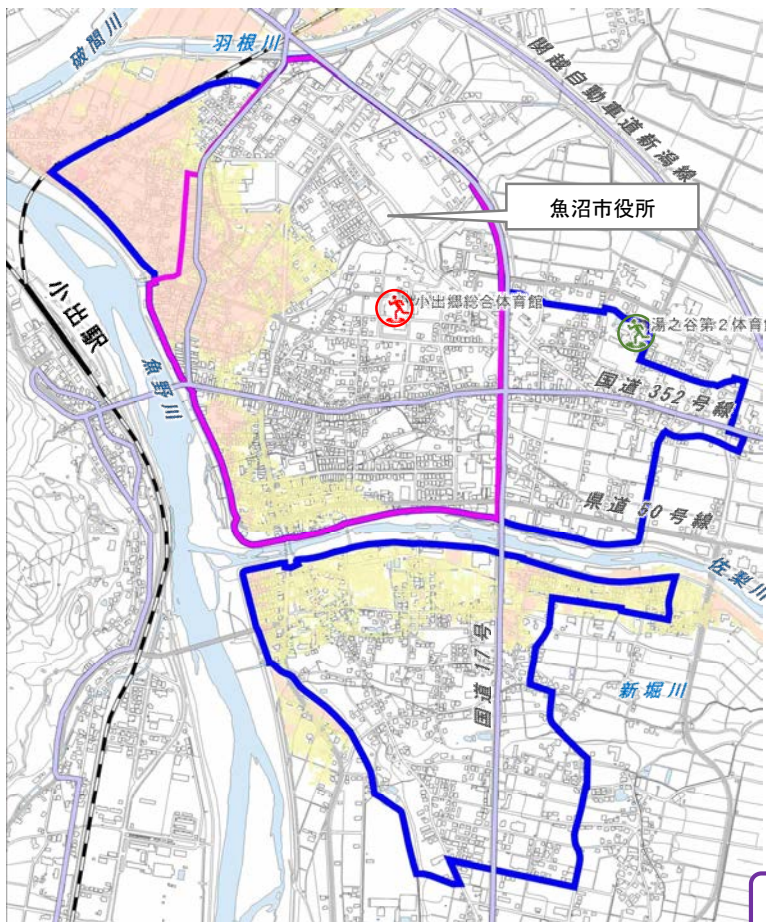 破間川
羽根川
関越自動車道新潟線
魚沼市役所
小出駅
小出郷総合体育館
湯之谷第2体育館
魚野川
国道352号線
県道50号線
佐梨川
国道17号
新堀川